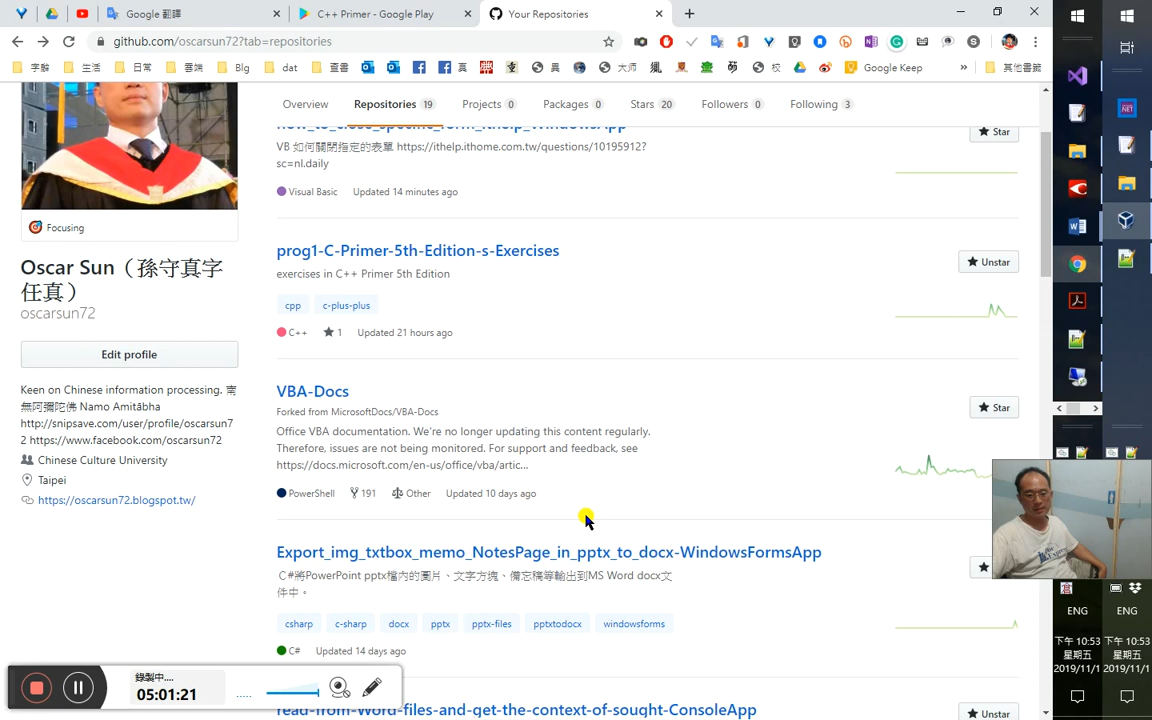 Google 翻譯
C++ Primer - Google Play
Your Repositories
github.com/oscarsun72?tab=repositories
字辭
生活
日常
雲端
Blg
dat
查書
真
異
大师
校
Google Keep
»
其他書籤
Overview
Repositories 19
Projects 0
Packages 0
Stars 20
Followers 0
Following 3
how_to_close_specific_form_ithelp_WindowsApp
Star
VB 如何關閉指定的表單 https://ithelp.ithome.com.tw/questions/10195912?
sc=nl.daily
Visual Basic Updated 14 minutes ago
Focusing
Oscar Sun（孫守真字
任真）
oscarsun72
Edit profile
Keen on Chinese information processing. 南
無阿彌陀佛 Namo Amitābha
http://snipsave.com/user/profile/oscarsun7
2 https://www.facebook.com/oscarsun72
Chinese Culture University
Taipei
https://oscarsun72.blogspot.tw/
prog1-C-Primer-5th-Edition-s-Exercises
Unstar
exercises in C++ Primer 5th Edition
cpp c-plus-plus
C++ 1 Updated 21 hours ago
VBA-Docs
Star
Forked from MicrosoftDocs/VBA-Docs
Office VBA documentation. We're no longer updating this content regularly.
Therefore, issues are not being monitored. For support and feedback, see
https://docs.microsoft.com/en-us/office/vba/artic...
PowerShell 191 Other Updated 10 days ago
Export_img_txtbox_memo_NotesPage_in_pptx_to_docx-WindowsFormsApp
Ｃ#將PowerPoint pptx檔內的圖片、文字方塊、備忘稿等輸出到MS Word docx文
件中。
csharp c-sharp docx pptx pptx-files pptxtodocx windowsforms
C# Updated 14 days ago
read-from-Word-files-and-get-the-context-of-sought-ConsoleApp
Unstar
錄製中....
05:01:21
ENG ENG
下午 10:53 下午 10:53
星期五 星期五
2019/11/1 2019/11/1